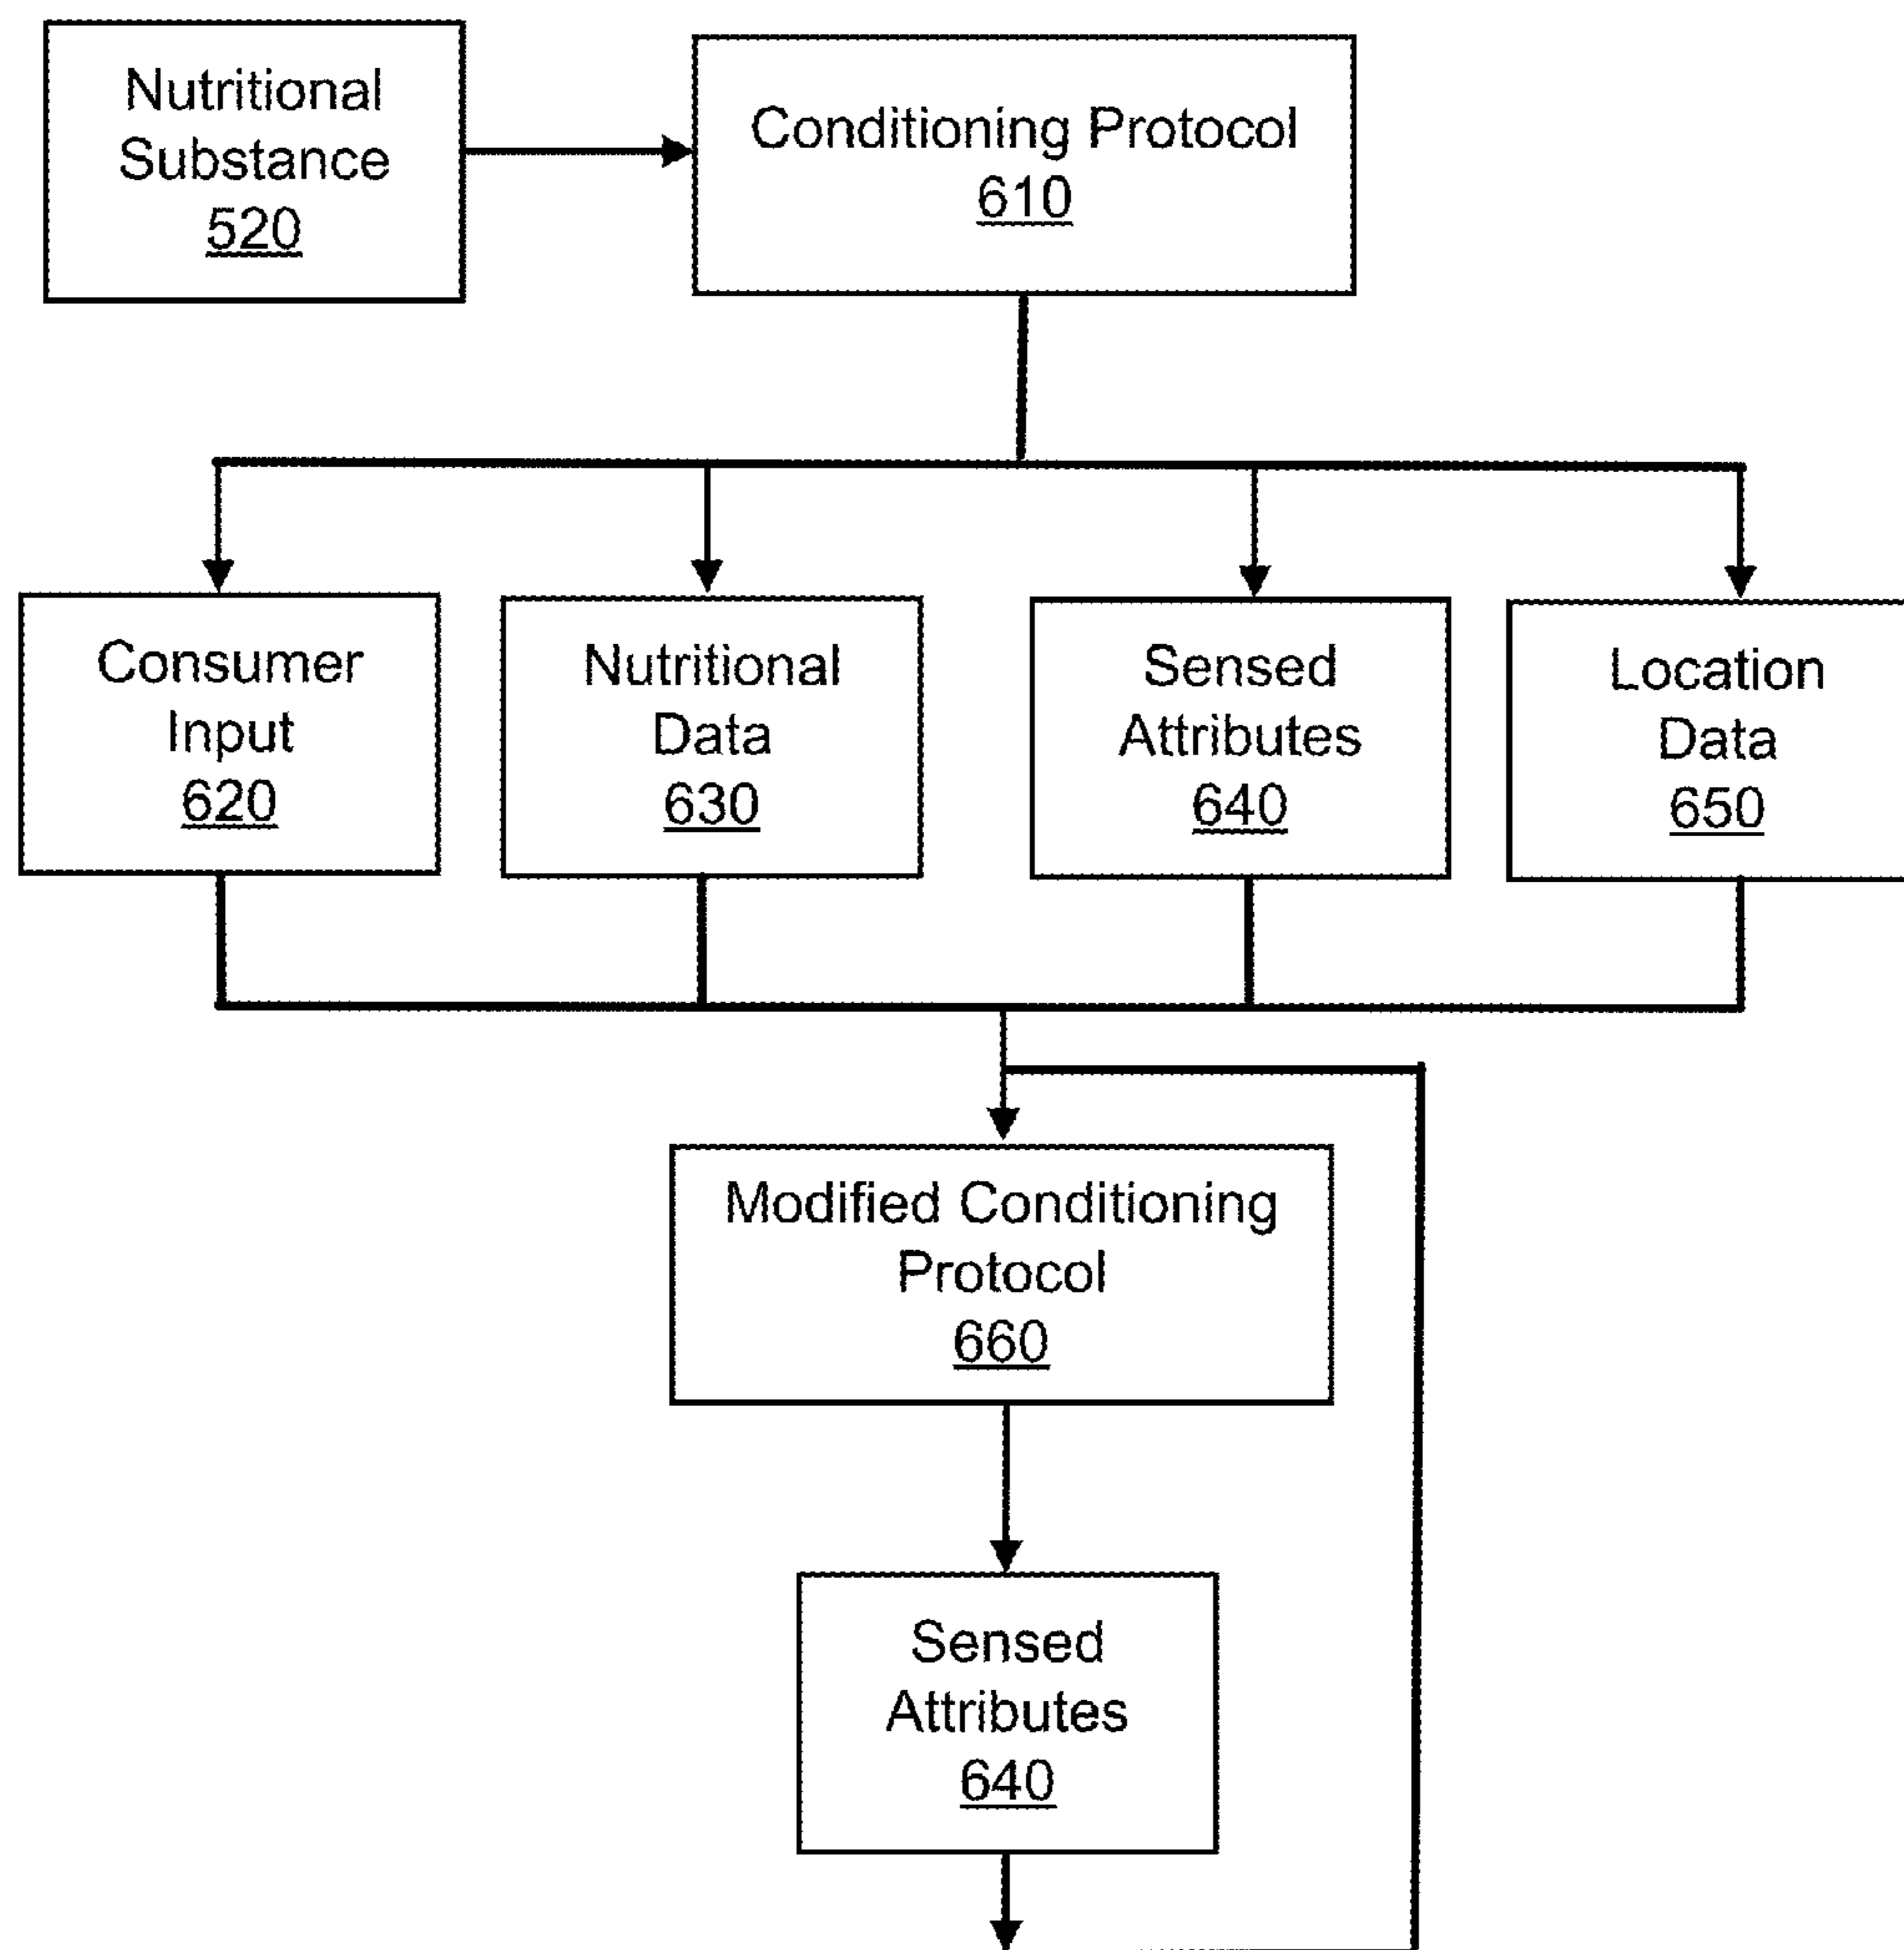 Nutritional
Substance
520
Conditioning Protocol
610
Consumer
Input
620
Nutritional
Data
630
Sensed
Attributes
640
Location
Data
650
Modified Conditioning
Protocol
660
Sensed
Attributes
640